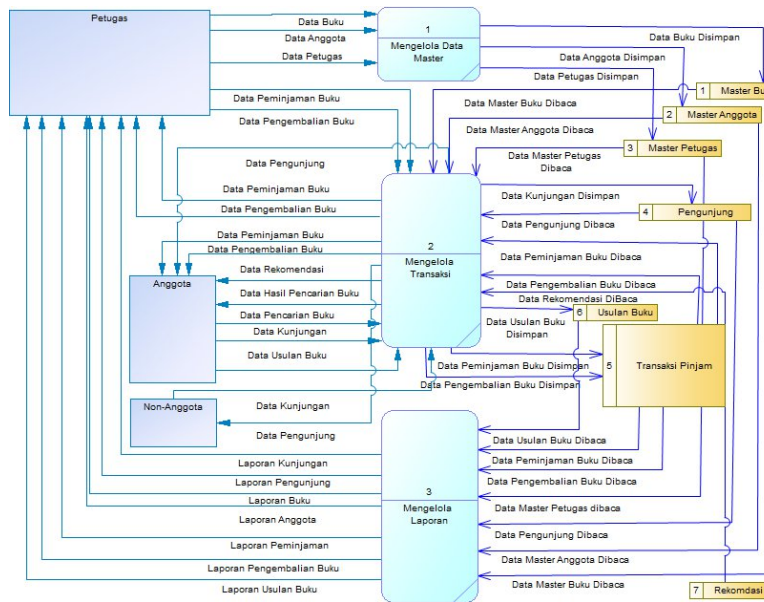 Petugas
Data Buku
Data Anggota
Data Petugas
1
Mengelola Data
Master
Data Buku Disimpan
Data Anggota Disimpan
Data Petugas Disimpan
1 Master Bu
2 Master Anggota
3 Master Petugas
Data Peminjaman Buku
Data Pengembalian Buku
Data Master Buku Dibaca
Data Master Anggota Dibaca
Data Master Petugas
Dibaca
Data Pengunjung
Data Peminjaman Buku
Data Pengembalian Buku
Data Kunjungan Disimpan
4 Pengunjung
Data Pengunjung Dibaca
Data Peminjaman Buku
Data Pengembalian Buku
2
Mengelola
Transaksi
Data Peminjaman Buku Dibaca
Anggota
Data Rekomendasi
Data Hasil Pencarian Buku
Data Pencarian Buku
Data Kunjungan
Data Usulan Buku
Data Pengembalian Buku Dibaca
Data Rekomendasi DiBaca
6 Usulan Buku
Data Usulan Buku
Disimpan
5 Transaksi Pinjam
Data Peminjaman Buku Disimpan
Data Pengembalian Buku Disimpan
Non-Anggota
Data Kunjungan
Data Pengunjung
3
Mengelola
Laporan
Data Usulan Buku Dibaca
Data Peminjaman Buku Dibaca
Data Pengembalian Buku Dibaca
Data Master Petugas dibaca
Data Pengunjung Dibaca
Data Master Anggota Dibaca
Data Master Buku Dibaca
Laporan Kunjungan
Laporan Pengunjung
Laporan Buku
Laporan Anggota
Laporan Peminjaman
Laporan Pengembalian Buku
Laporan Usulan Buku
7 Rekomdasi